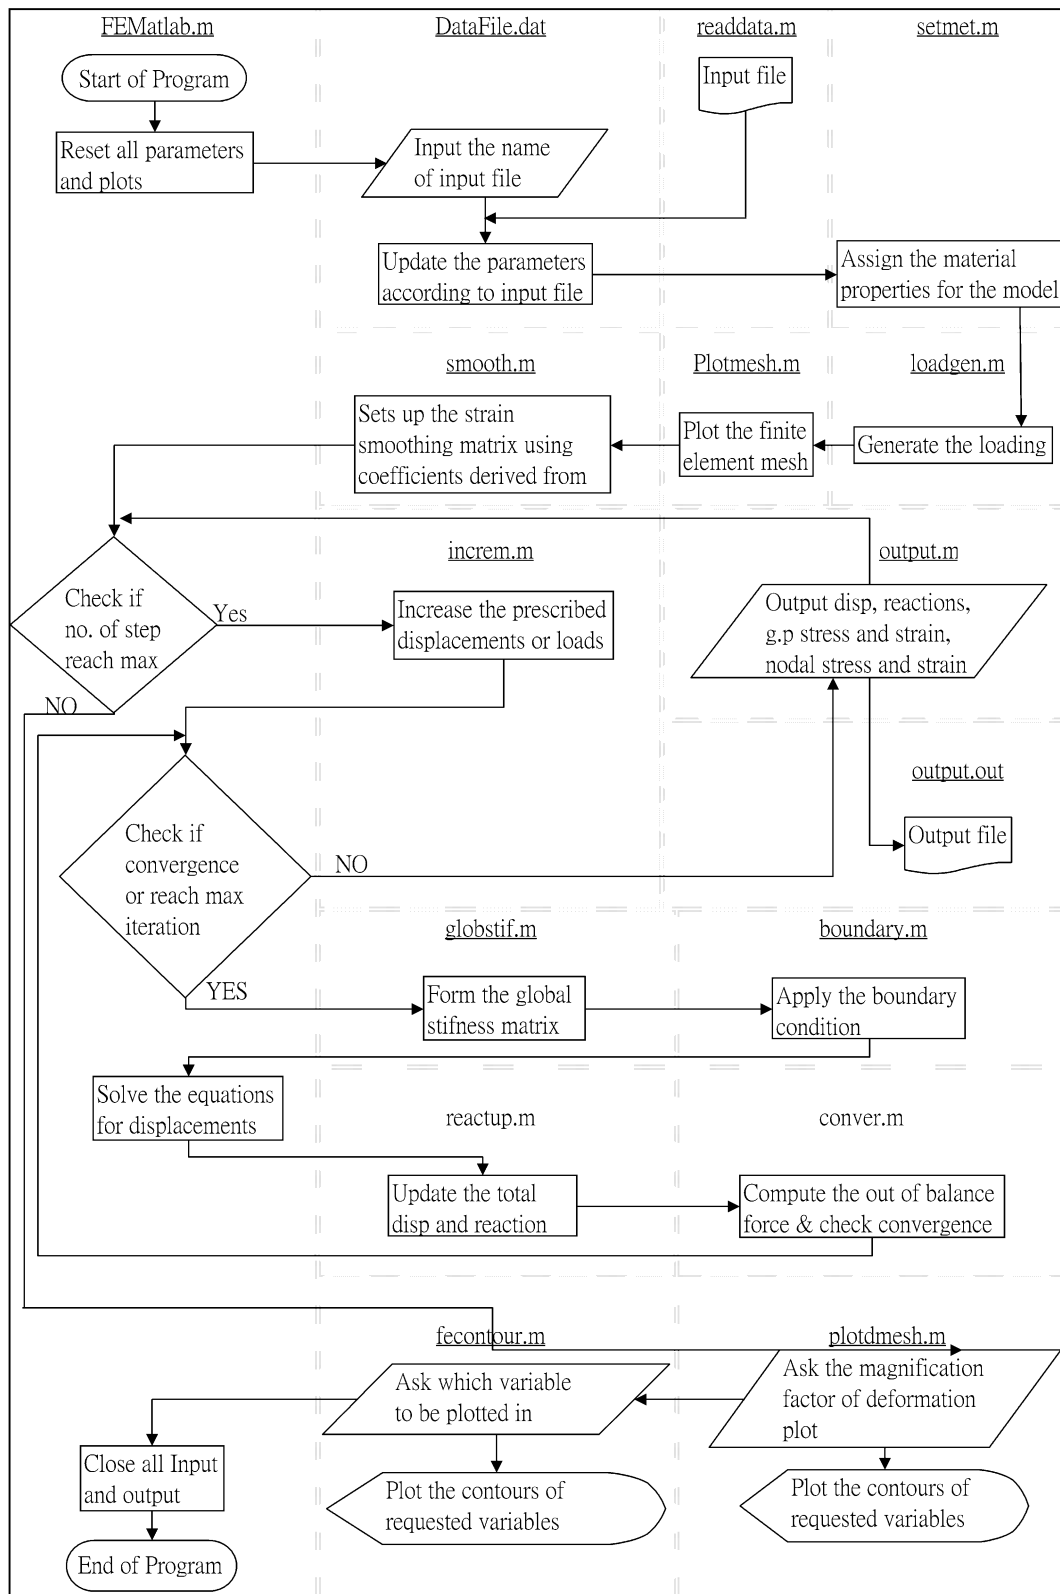 FEMatlab.m
DataFile.dat
readdata.m
setmet.m
Start of Program
Input file
Reset all parameters
and plots
Input the name
of input file
Update the parameters
according to input file
Assign the material
properties for the model
smooth.m
Plotmesh.m
loadgen.m
Sets up the strain
smoothing matrix using
coefficients derived from
Plot the finite
element mesh
Generate the loading
increm.m
output.m
Check if
no. of step
reach max
Yes
Increase the prescribed
displacements or loads
Output disp, reactions,
g.p stress and strain,
nodal stress and strain
NO
output.out
Check if
convergence
or reach max
iteration
NO
Output file
globstif.m
boundary.m
YES
Form the global
stifness matrix
Apply the boundary
condition
Solve the equations
for displacements
reactup.m
conver.m
Update the total
disp and reaction
Compute the out of balance
force & check convergence
fecontour.m
plotdmesh.m
Ask which variable
to be plotted in
Ask the magnification
factor of deformation
plot
Close all Input
and output
Plot the contours of
requested variables
Plot the contours of
requested variables
End of Program